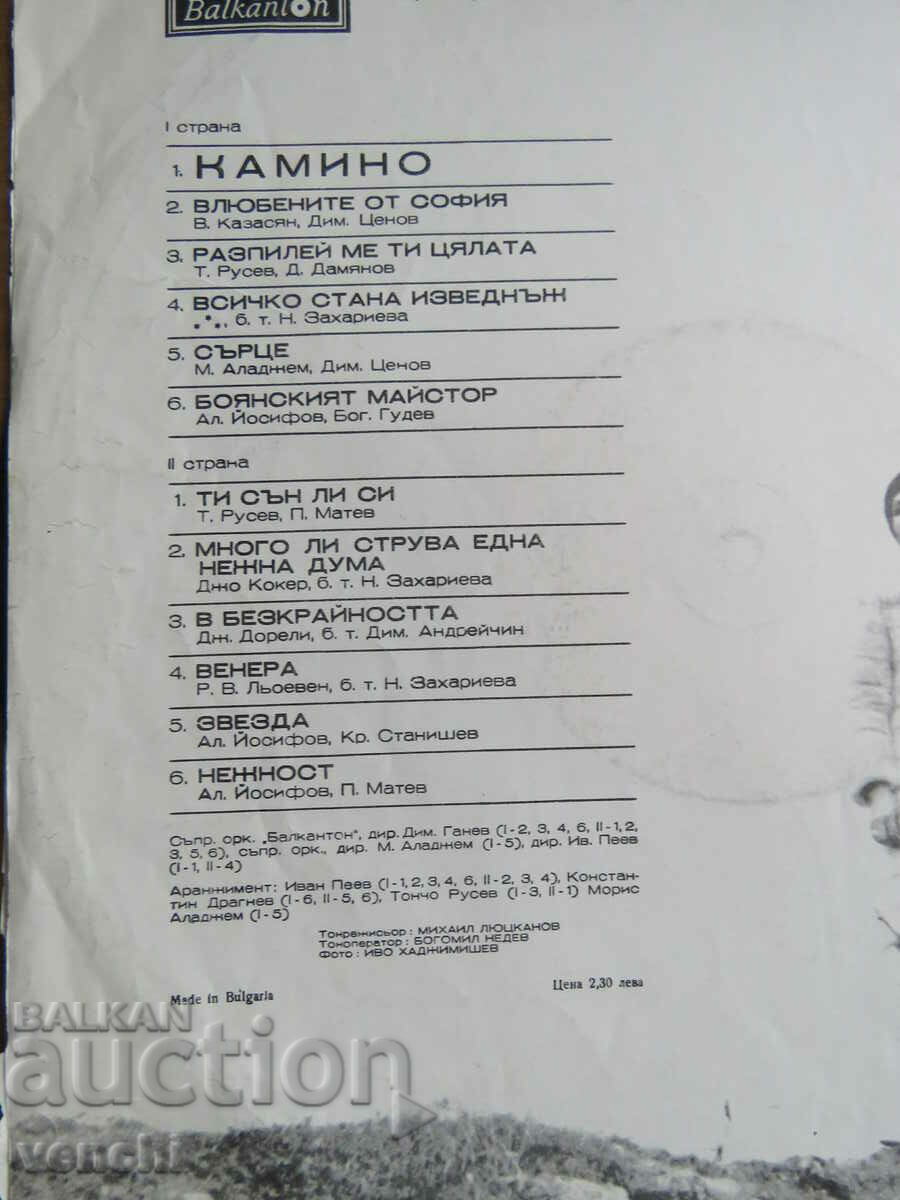 Balkanton
I страна
1. КАМИНО
2. ВЛЮБЕНИТЕ ОТ СОФИЯ
В. Казасян, Дим. Ценов
3. РАЗПИЛЕЙ МЕ ТИ ЦЯЛАТА
Т. Русев, Д. Дамянов
4. ВСИЧКО СТАНА ИЗВЕДНЪЖ
.*., б. т. Н. Захариева
5. СЪРЦЕ
М. Аладжем, Дим. Ценов
6. БОЯНСКИЯТ МАЙСТОР
Ал. Йосифов, Бог. Гудев
II страна
1. ТИ СЪН ЛИ СИ
Т. Русев, П. Матев
2. МНОГО ЛИ СТРУВА ЕДНА
НЕЖНА ДУМА
Джо Кокер, б. т. Н. Захариева
3. В БЕЗКРАЙНОСТТА
Дж. Дорели, б. т. Дим. Андрейчин
4. ВЕНЕРА
Р. В. Льоевен, б. т. Н. Захариева
5. ЗВЕЗДА
Ал. Йосифов, Кр. Станишев
6. НЕЖНОСТ
Ал. Йосифов, П. Матев
Съпр. орк. „Балкантон", дир. Дим. Ганев (I-2, 3, 4, 6, II-1, 2,
3, 5, 6), съпр. орк., дир. М. Аладжем (I-5), дир. Ив. Пеев
(I-1, II-4)
Аранжимент: Иван Пеев (I-1, 2, 3, 4, 6, II-2, 3, 4), Констан-
тин Драгнев (I-6, II-5, 6), Тончо Русев (I-3, II-1) Морис
Аладжем (I-5)
Тонрежисьор: МИХАИЛ ЛЮЦКАНОВ
Тоноператор: БОГОМИЛ НЕДЕВ
Фото: ИВО ХАДЖИМИШЕВ
Made in Bulgaria
Цена 2,30 лева
BALKAN
auction
venchi